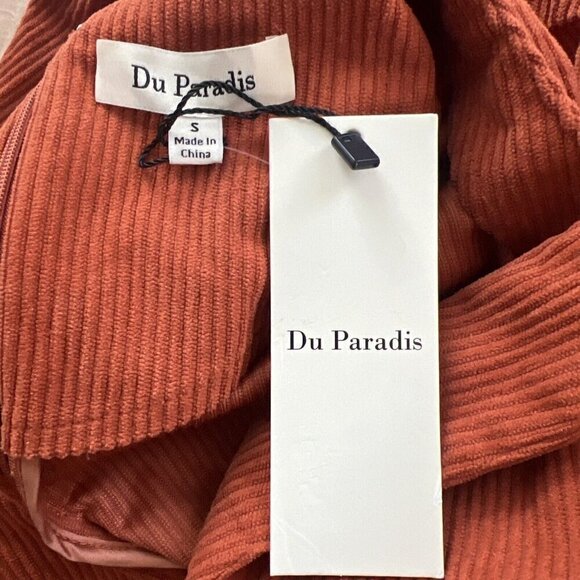 Du Paradis
S
Made in
China
Du Paradis